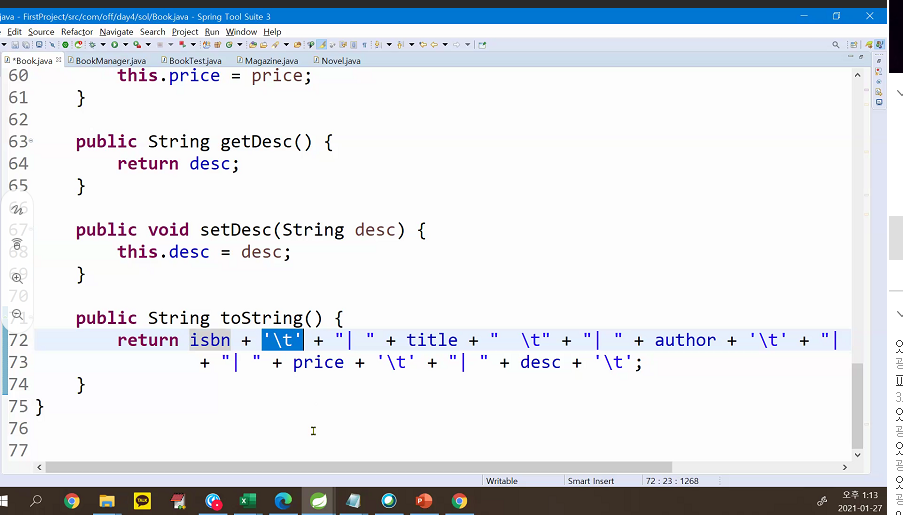 ava - FirstProject/src/com/off/day4/sol/Book.java - Spring Tool Suite 3
Edit Source Refactor Navigate Search Project Run Window Help
*Book.java BookManager.java BookTest.java Magazine.java Novel.java
60 this.price = price;
61 }
62
63 public String getDesc() {
64 return desc;
65 }
66
67 public void setDesc(String desc) {
68 this.desc = desc;
69 }
70
71 public String toString() {
72 return isbn + '\t' + "| " + title + "  \t" + "| " + author + '\t' + "|
73 + "| " + price + '\t' + "| " + desc + '\t';
74 }
75 }
76
77
Writable Smart Insert 72 : 23 : 1268
TALK
오후 1:13
2021-01-27
3.